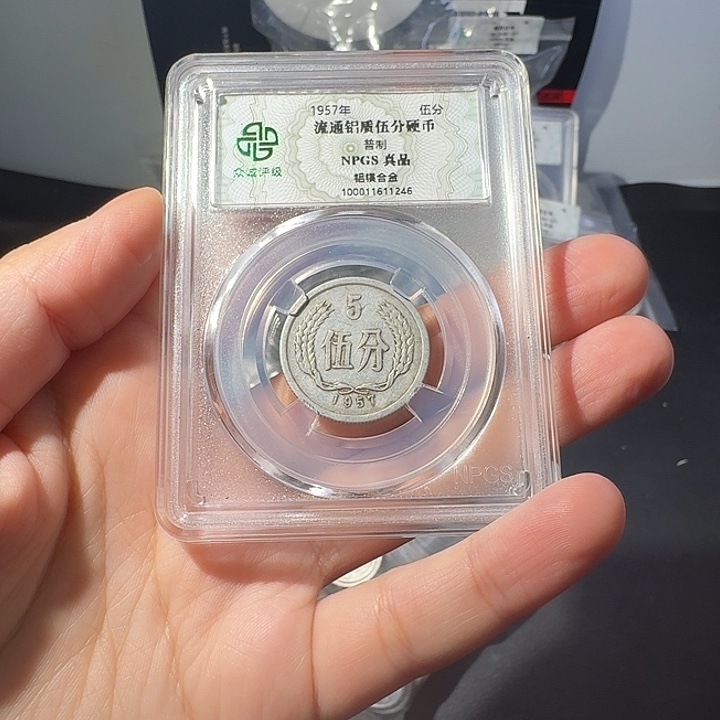 1957年 伍分
流通铝质伍分硬币
普制
NPGS 真品
铝镁合金
100011611246
众诚评级
5
伍分
1957
NPGS